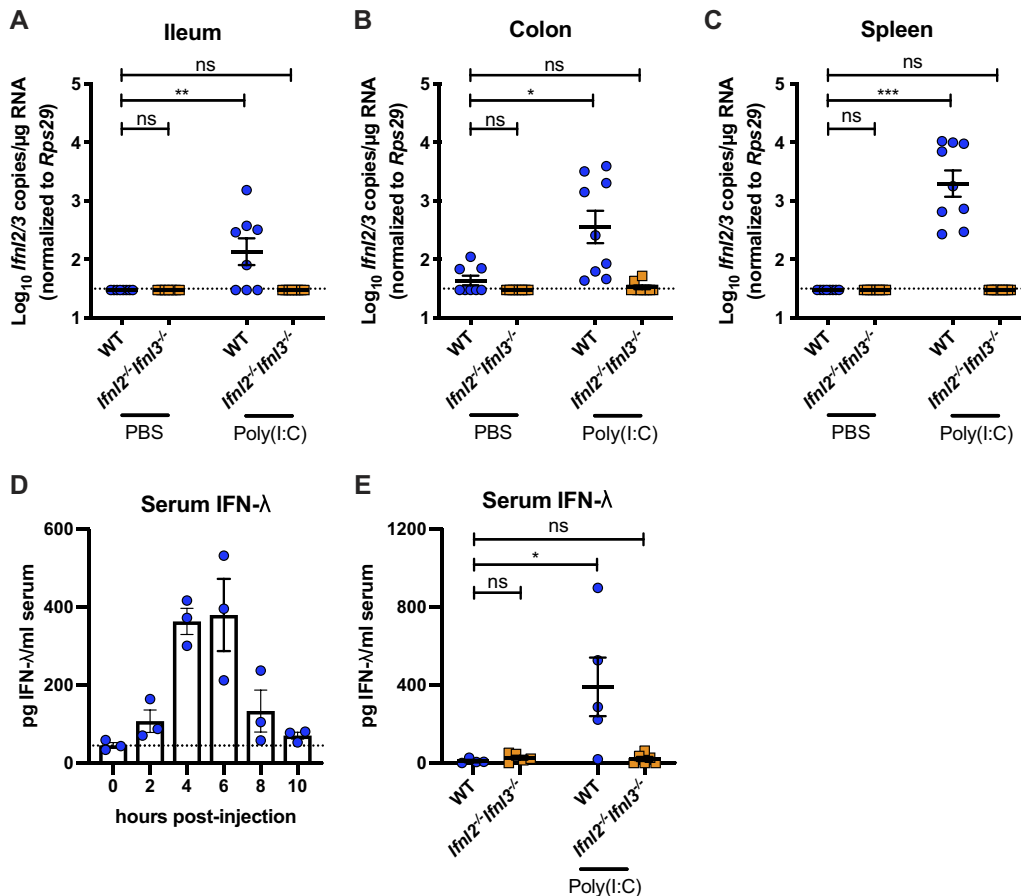 A
Ileum
ns
**
ns
5
4
3
2
1
Log10 Ifnl2/3 copies/μg RNA
(normalized to Rps29)
WT
Ifnl2-/-Ifnl3-/-
WT
Ifnl2-/-Ifnl3-/-
PBS
Poly(I:C)
B
Colon
ns
*
ns
5
4
3
2
1
Log10 Ifnl2/3 copies/μg RNA
(normalized to Rps29)
WT
Ifnl2-/-Ifnl3-/-
WT
Ifnl2-/-Ifnl3-/-
PBS
Poly(I:C)
C
Spleen
ns
***
ns
5
4
3
2
1
Log10 Ifnl2/3 copies/μg RNA
(normalized to Rps29)
WT
Ifnl2-/-Ifnl3-/-
WT
Ifnl2-/-Ifnl3-/-
PBS
Poly(I:C)
D
Serum IFN-λ
600
400
200
0
pg IFN-λ/ml serum
0 2 4 6 8 10
hours post-injection
E
Serum IFN-λ
ns
*
ns
1200
800
400
0
pg IFN-λ/ml serum
WT
Ifnl2-/-Ifnl3-/-
WT
Ifnl2-/-Ifnl3-/-
Poly(I:C)